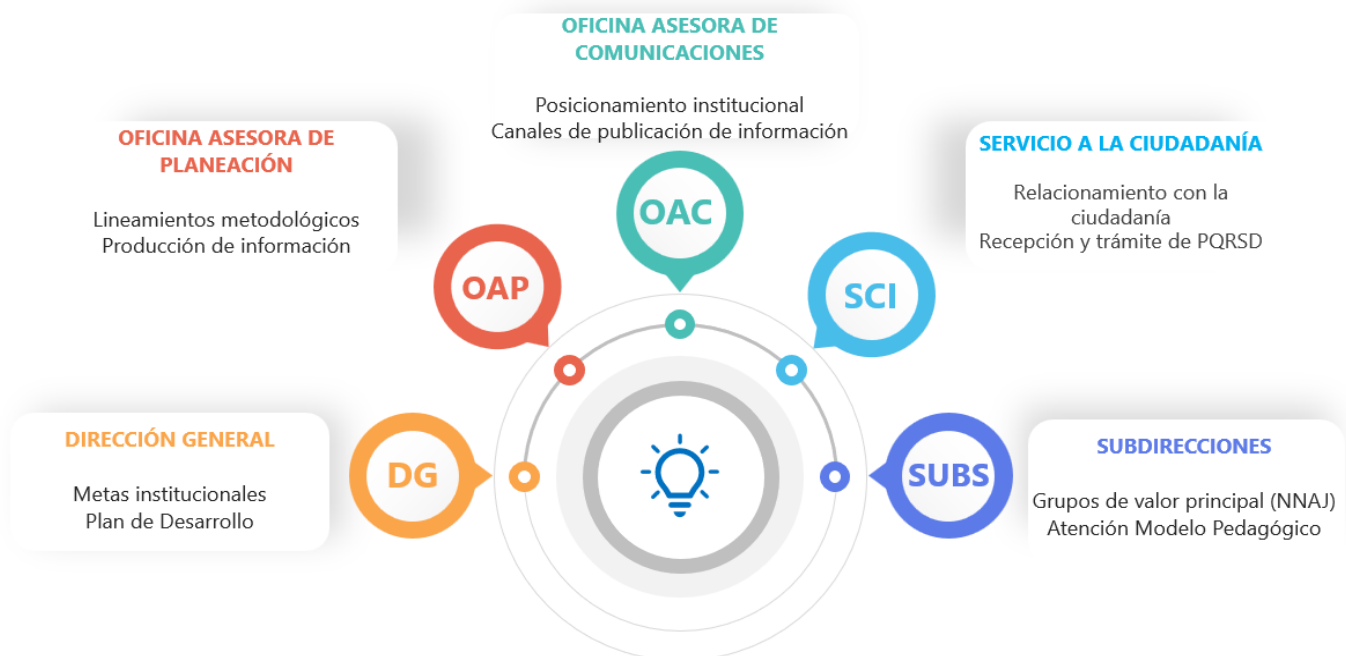 OFICINA ASESORA DE
COMUNICACIONES
Posicionamiento institucional
Canales de publicación de información
OAC
OFICINA ASESORA DE
PLANEACIÓN
Lineamientos metodológicos
Producción de información
OAP
SERVICIO A LA CIUDADANÍA
Relacionamiento con la
ciudadanía
Recepción y trámite de PQRSD
SCI
DIRECCIÓN GENERAL
Metas institucionales
Plan de Desarrollo
DG
SUBDIRECCIONES
Grupos de valor principal (NNAJ)
Atención Modelo Pedagógico
SUBS